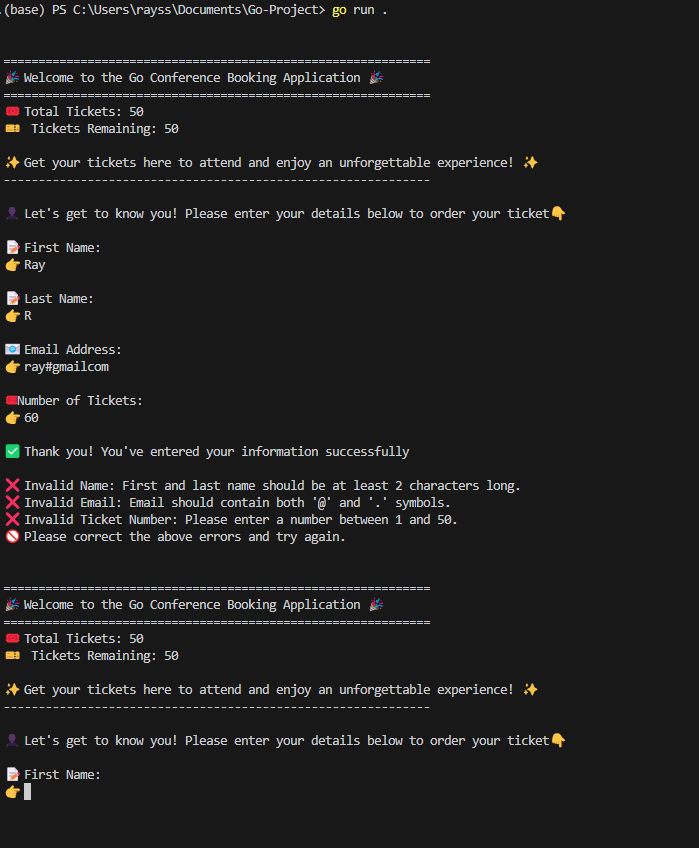 (base) PS C:\Users\rayss\Documents\Go-Project> go run .
=============================================================
🎉 Welcome to the Go Conference Booking Application 🎉
=============================================================
🎟 Total Tickets: 50
🎫 Tickets Remaining: 50
✨ Get your tickets here to attend and enjoy an unforgettable experience! ✨
-------------------------------------------------------------
👤 Let's get to know you! Please enter your details below to order your ticket👇
📝 First Name:
👉 Ray
📝 Last Name:
👉 R
📧 Email Address:
👉 ray#gmailcom
🎟Number of Tickets:
👉 60
✅ Thank you! You've entered your information successfully
❌ Invalid Name: First and last name should be at least 2 characters long.
❌ Invalid Email: Email should contain both '@' and '.' symbols.
❌ Invalid Ticket Number: Please enter a number between 1 and 50.
🚫 Please correct the above errors and try again.
=============================================================
🎉 Welcome to the Go Conference Booking Application 🎉
=============================================================
🎟 Total Tickets: 50
🎫 Tickets Remaining: 50
✨ Get your tickets here to attend and enjoy an unforgettable experience! ✨
-------------------------------------------------------------
👤 Let's get to know you! Please enter your details below to order your ticket👇
📝 First Name:
👉